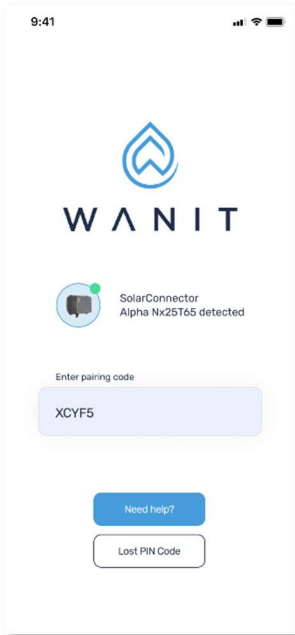 9:41
WANIT
SolarConnector
Alpha Nx25T65 detected
Enter pairing code
XCYF5
Need help?
Lost PIN Code